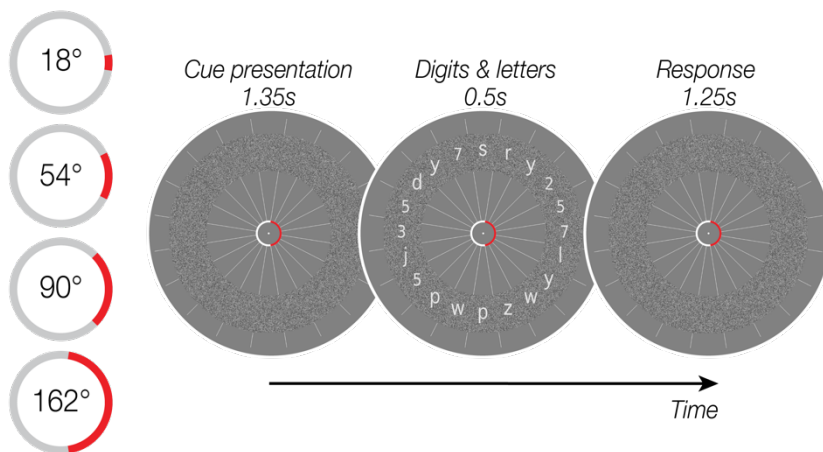 18°
54°
90°
162°
Cue presentation
1.35s
Digits & letters
0.5s
Response
1.25s
s
7 r
y y
d 2
5 5
3 7
j l
5 y
p w
w z
p
Time